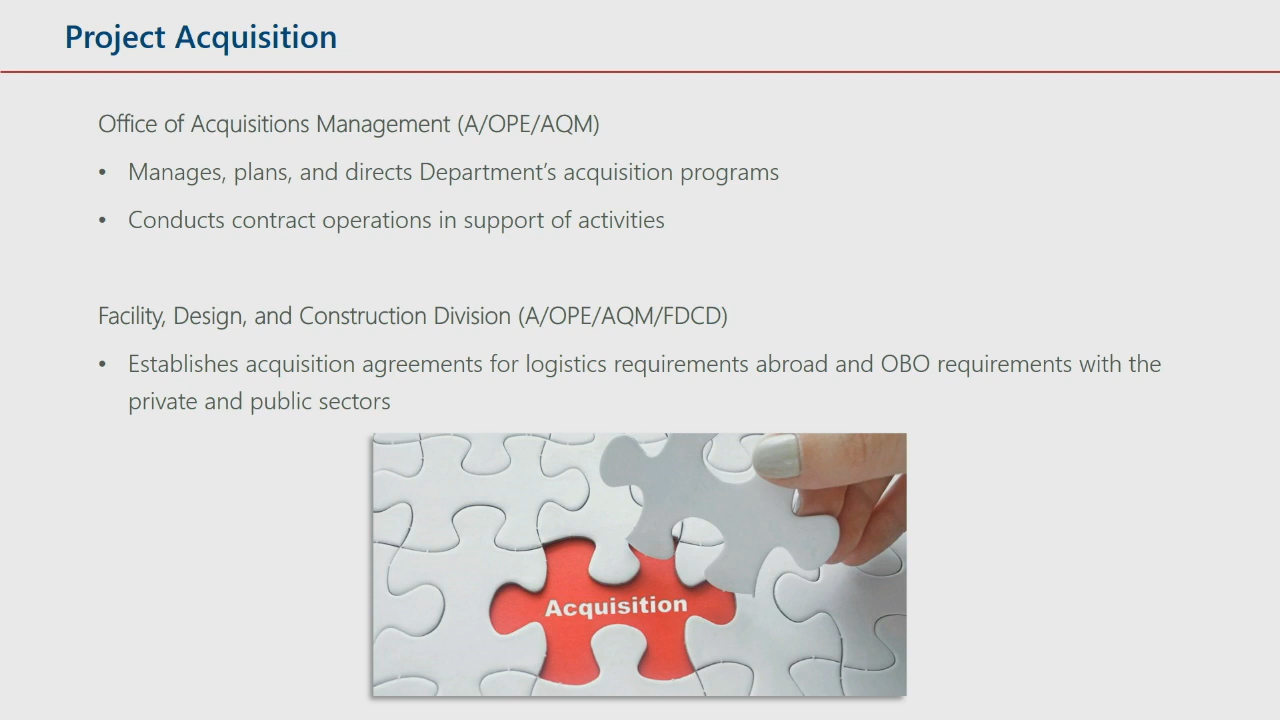 Project Acquisition
Office of Acquisitions Management (A/OPE/AQM)
• Manages, plans, and directs Department’s acquisition programs
• Conducts contract operations in support of activities
Facility, Design, and Construction Division (A/OPE/AQM/FDCD)
• Establishes acquisition agreements for logistics requirements abroad and OBO requirements with the
private and public sectors
Acquisition